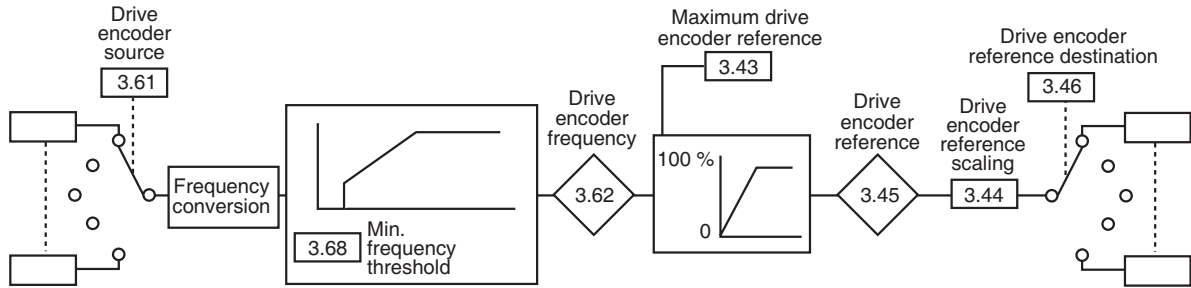 Drive
encoder
source
3.61
Frequency
conversion
3.68
Min.
frequency
threshold
Drive
encoder
frequency
3.62
Maximum drive
encoder reference
3.43
100 %
0
Drive
encoder
reference
3.45
Drive
encoder
reference
scaling
3.44
Drive encoder
reference destination
3.46